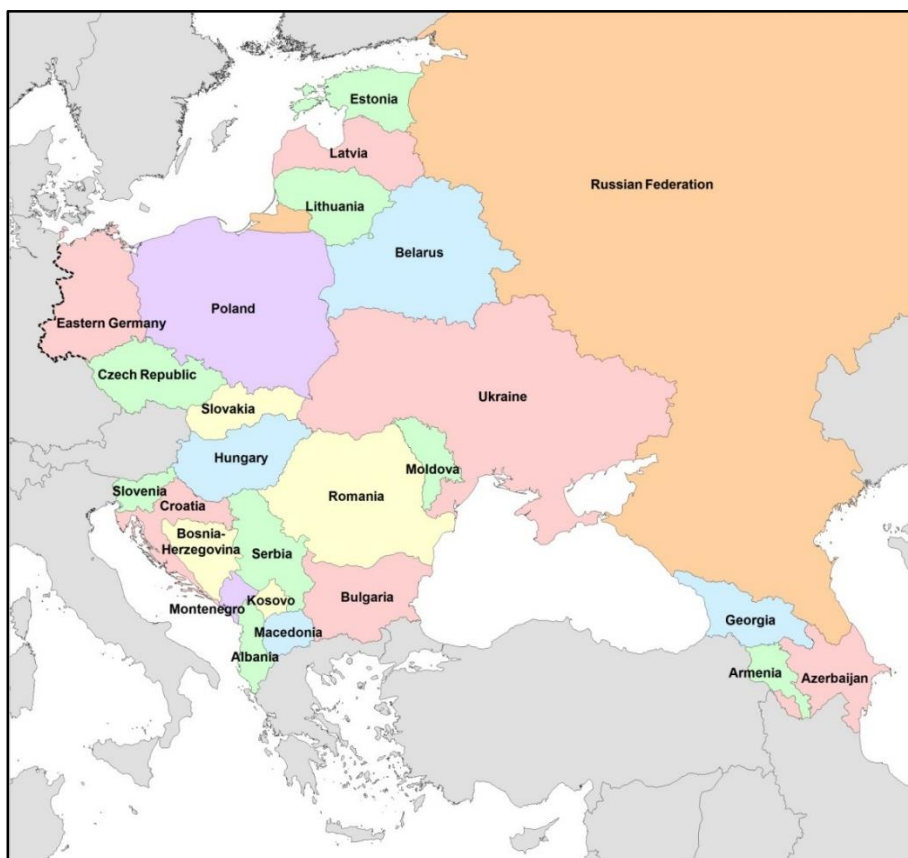 Estonia
Latvia
Russian Federation
Lithuania
Belarus
Poland
Eastern Germany
Czech Republic
Ukraine
Slovakia
Hungary
Moldova
Slovenia
Romania
Croatia
Bosnia-
Herzegovina
Serbia
Bulgaria
Kosovo
Montenegro
Georgia
Macedonia
Albania
Armenia
Azerbaijan